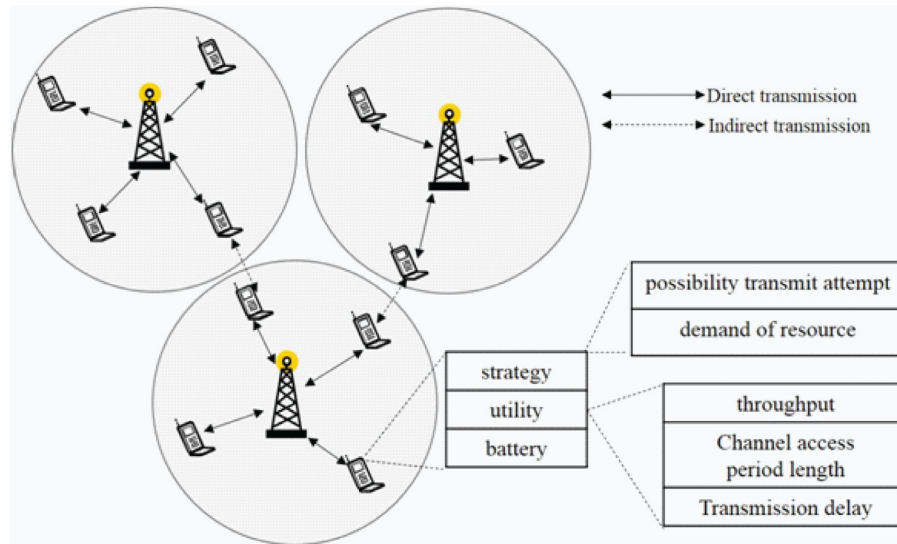 Direct transmission
Indirect transmission
possibility transmit attempt
demand of resource
strategy
utility
battery
throughput
Channel access
period length
Transmission delay